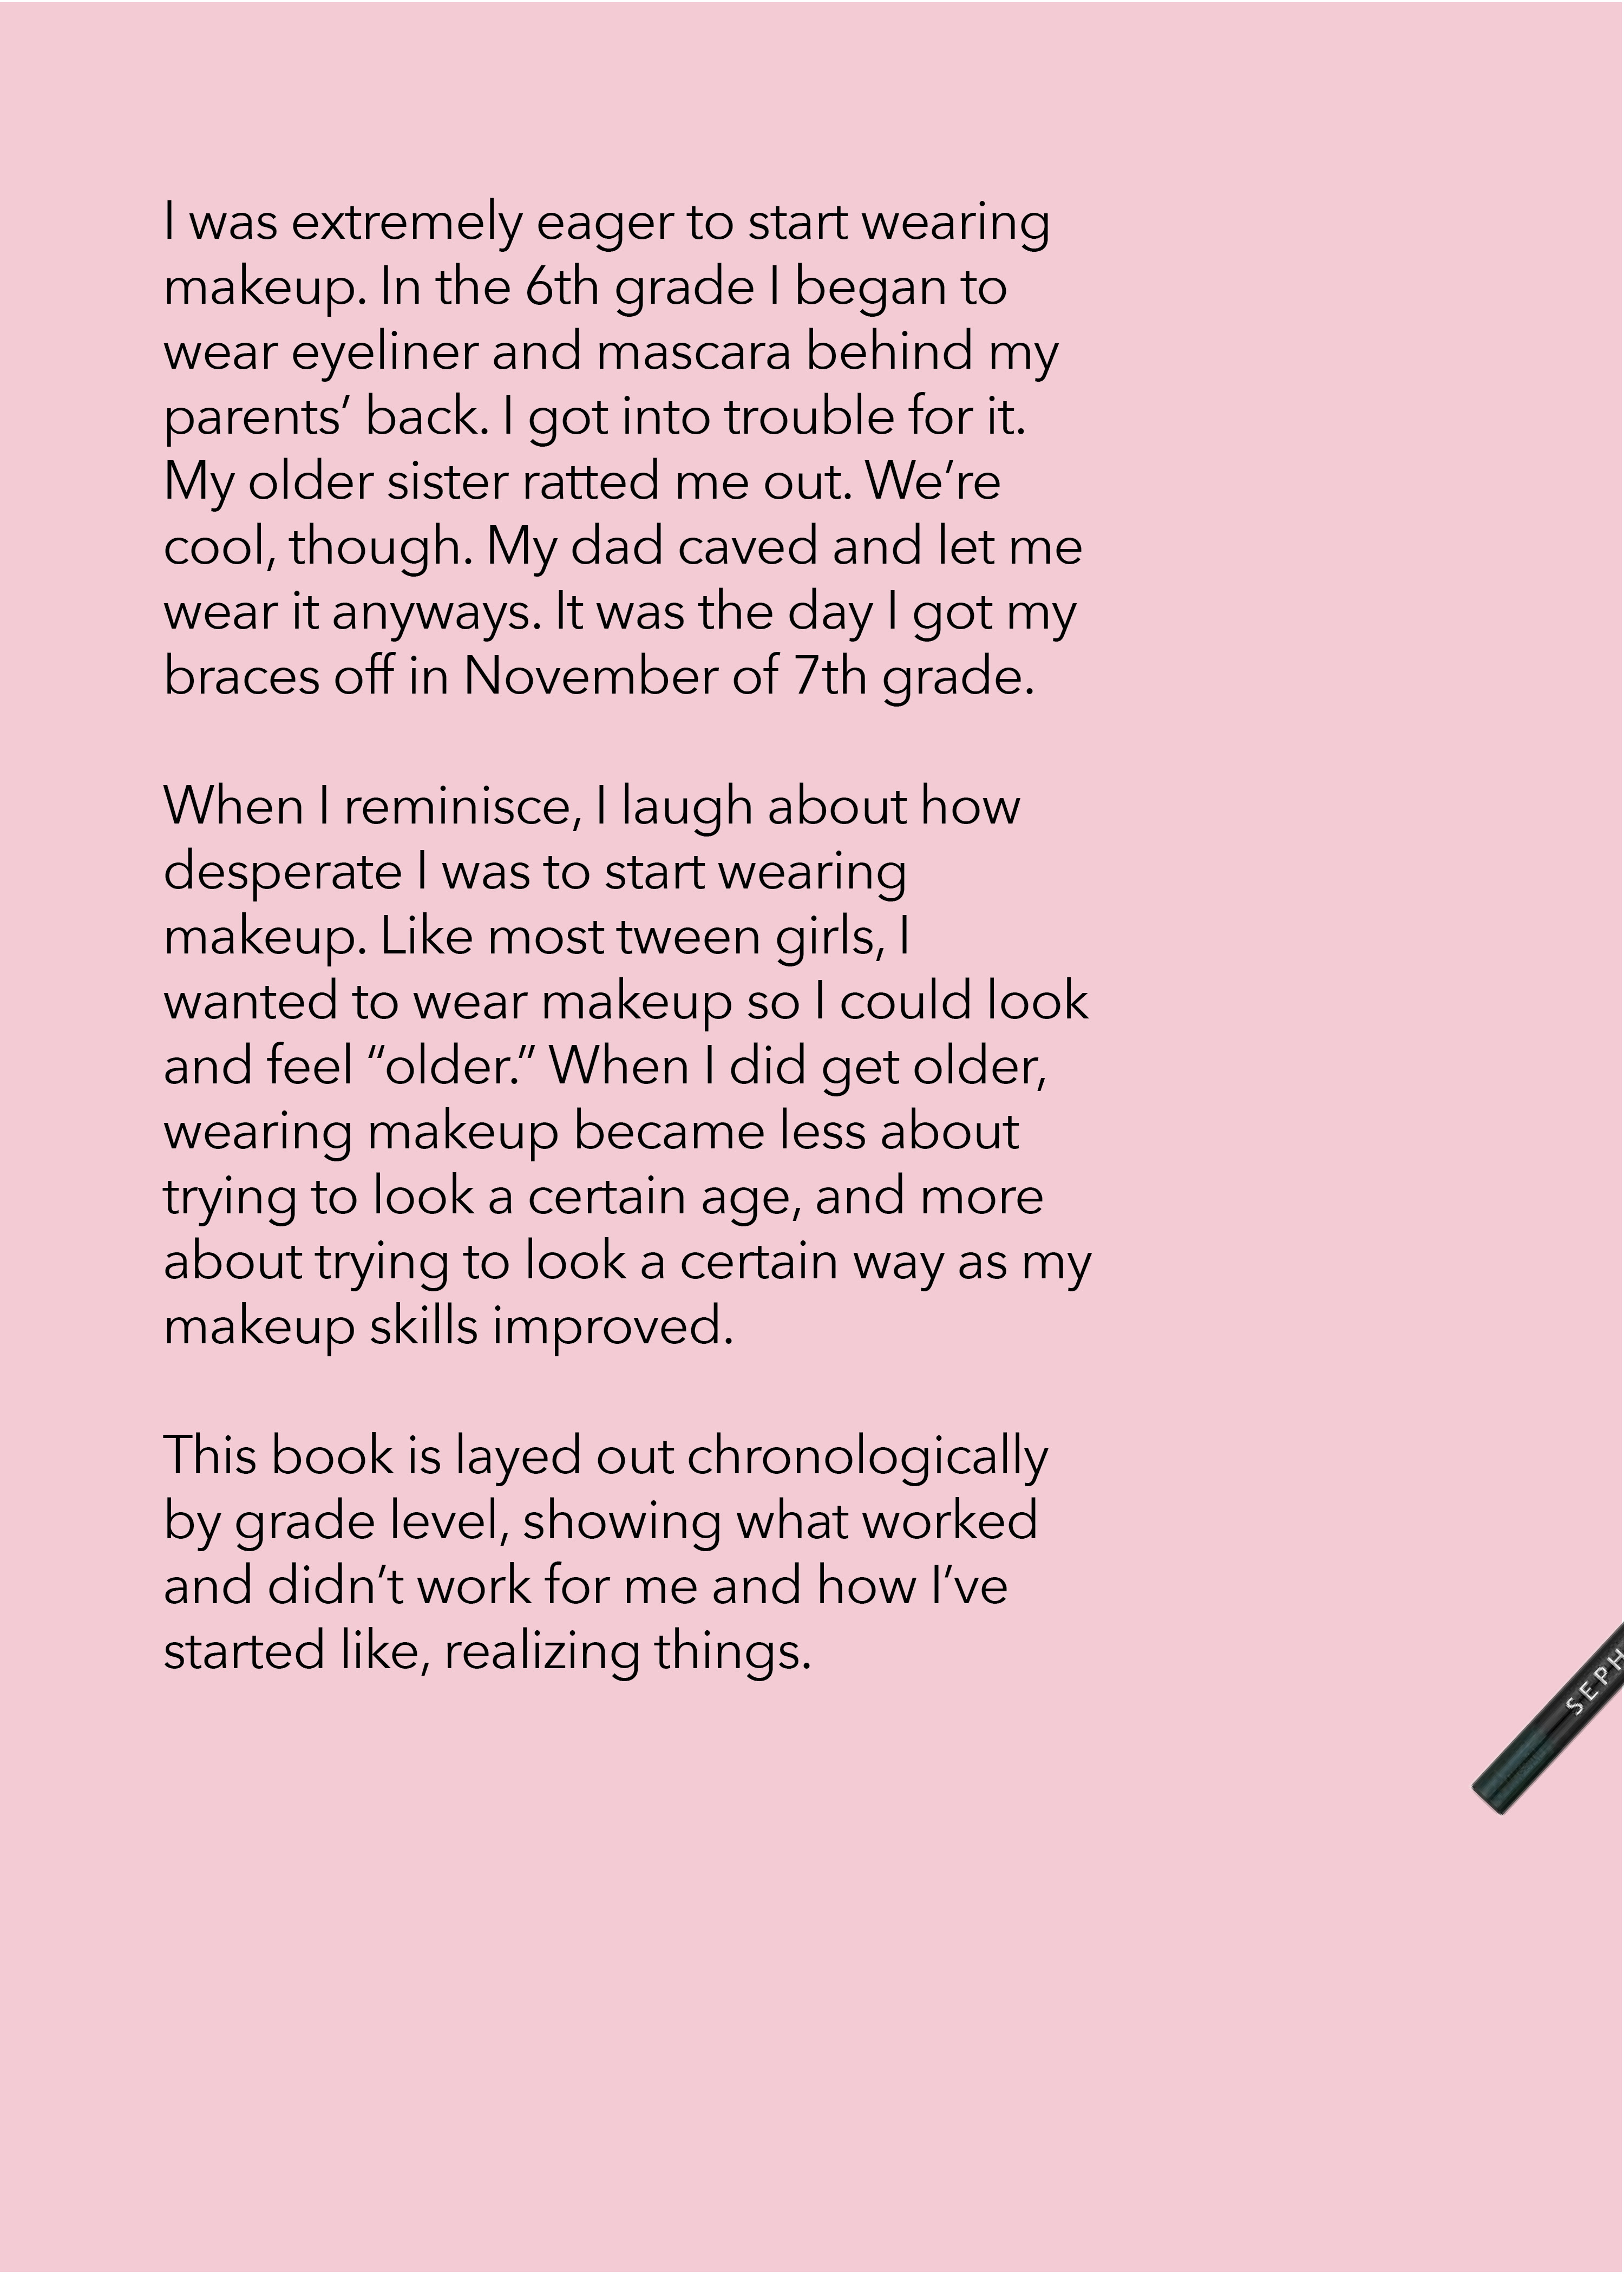 I was extremely eager to start wearing
makeup. In the 6th grade I began to
wear eyeliner and mascara behind my
parents’ back. I got into trouble for it.
My older sister ratted me out. We’re
cool, though. My dad caved and let me
wear it anyways. It was the day I got my
braces off in November of 7th grade.
When I reminisce, I laugh about how
desperate I was to start wearing
makeup. Like most tween girls, I
wanted to wear makeup so I could look
and feel “older.” When I did get older,
wearing makeup became less about
trying to look a certain age, and more
about trying to look a certain way as my
makeup skills improved.
This book is layed out chronologically
by grade level, showing what worked
and didn’t work for me and how I’ve
started like, realizing things.
SEPH